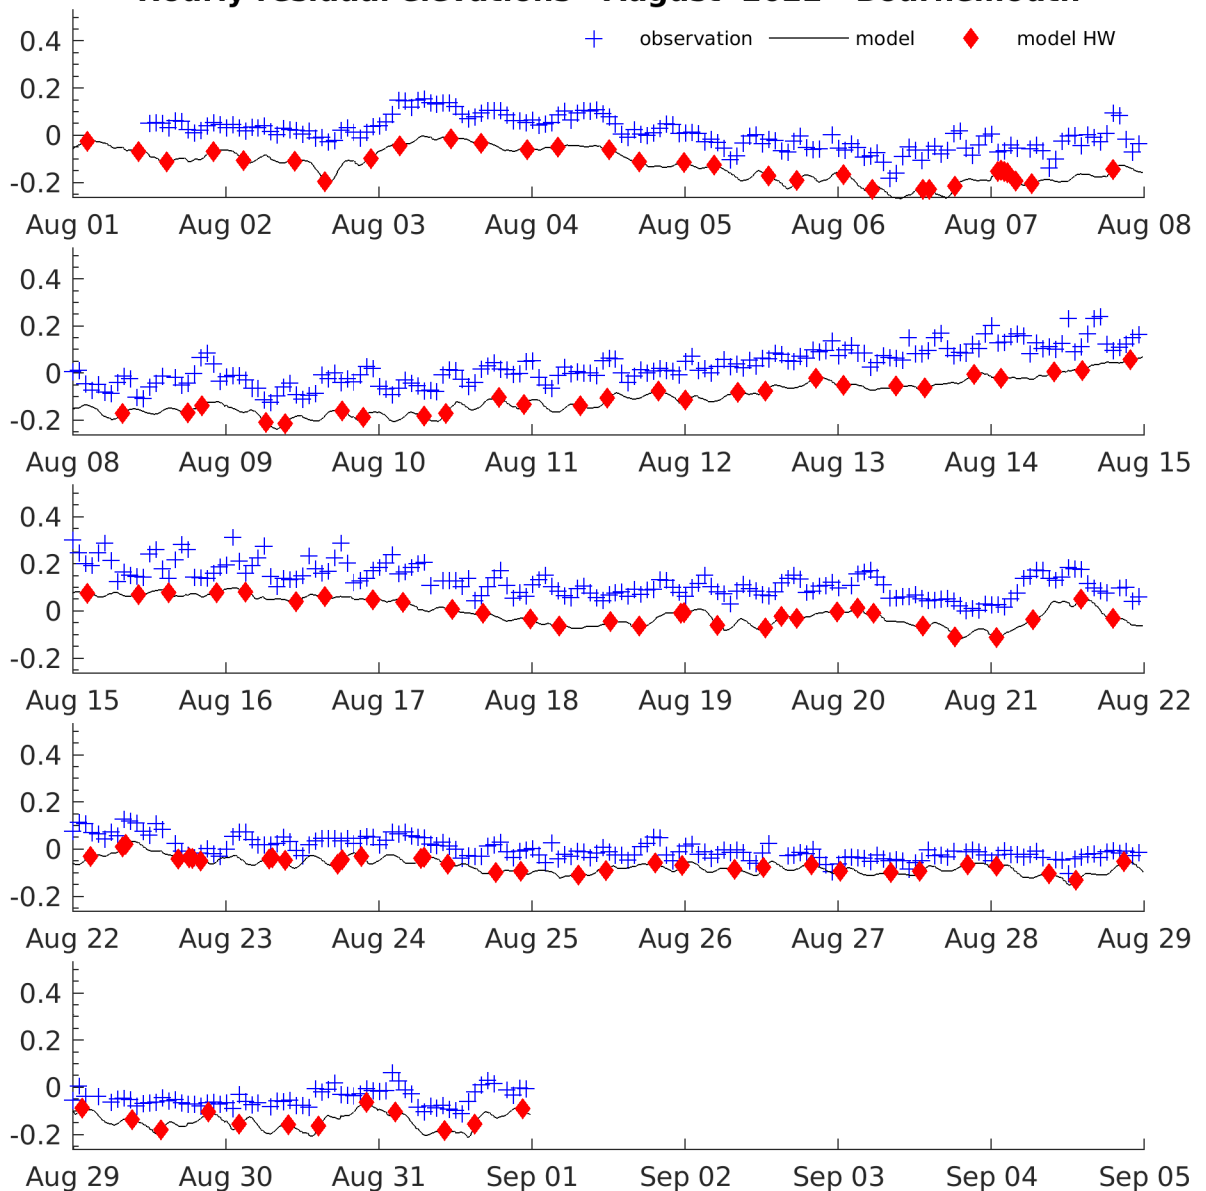 Hourly residual elevations August Bournemouth
observation model model HW
0.4
0.2
0
-0.2
Aug 01 Aug 02 Aug 03 Aug 04 Aug 05 Aug 06 Aug 07 Aug 08
0.4
0.2
0
-0.2
Aug 08 Aug 09 Aug 10 Aug 11 Aug 12 Aug 13 Aug 14 Aug 15
0.4
0.2
0
-0.2
Aug 15 Aug 16 Aug 17 Aug 18 Aug 19 Aug 20 Aug 21 Aug 22
0.4
0.2
0
-0.2
Aug 22 Aug 23 Aug 24 Aug 25 Aug 26 Aug 27 Aug 28 Aug 29
0.4
0.2
0
-0.2
Aug 29 Aug 30 Aug 31 Sep 01 Sep 02 Sep 03 Sep 04 Sep 05